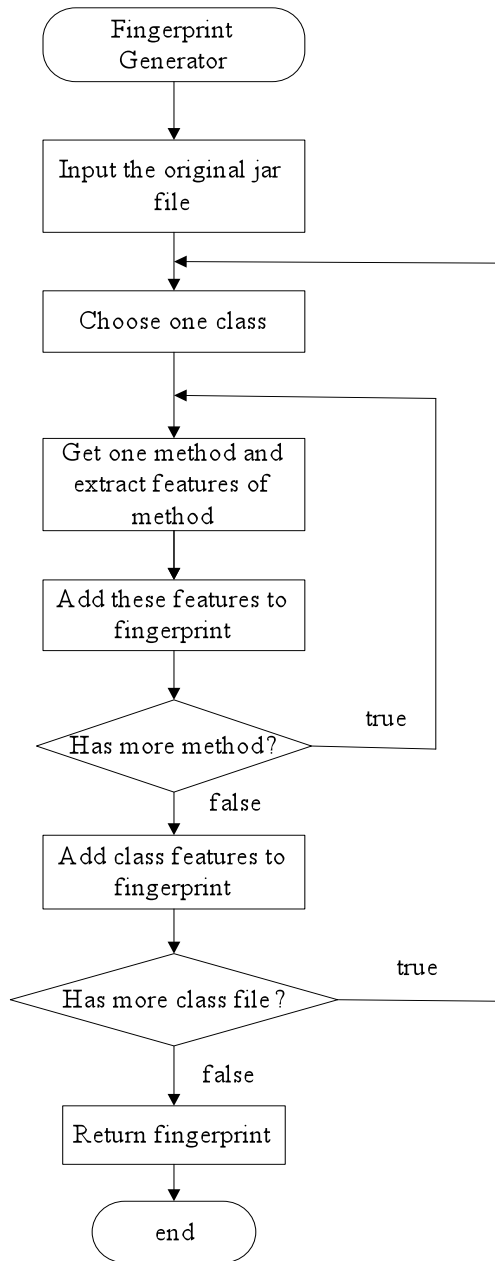 Fingerprint
Generator
Input the original jar
file
Choose one class
Get one method and
extract features of
method
Add these features to
fingerprint
Has more method?
true
false
Add class features to
fingerprint
Has more class file?
true
false
Return fingerprint
end